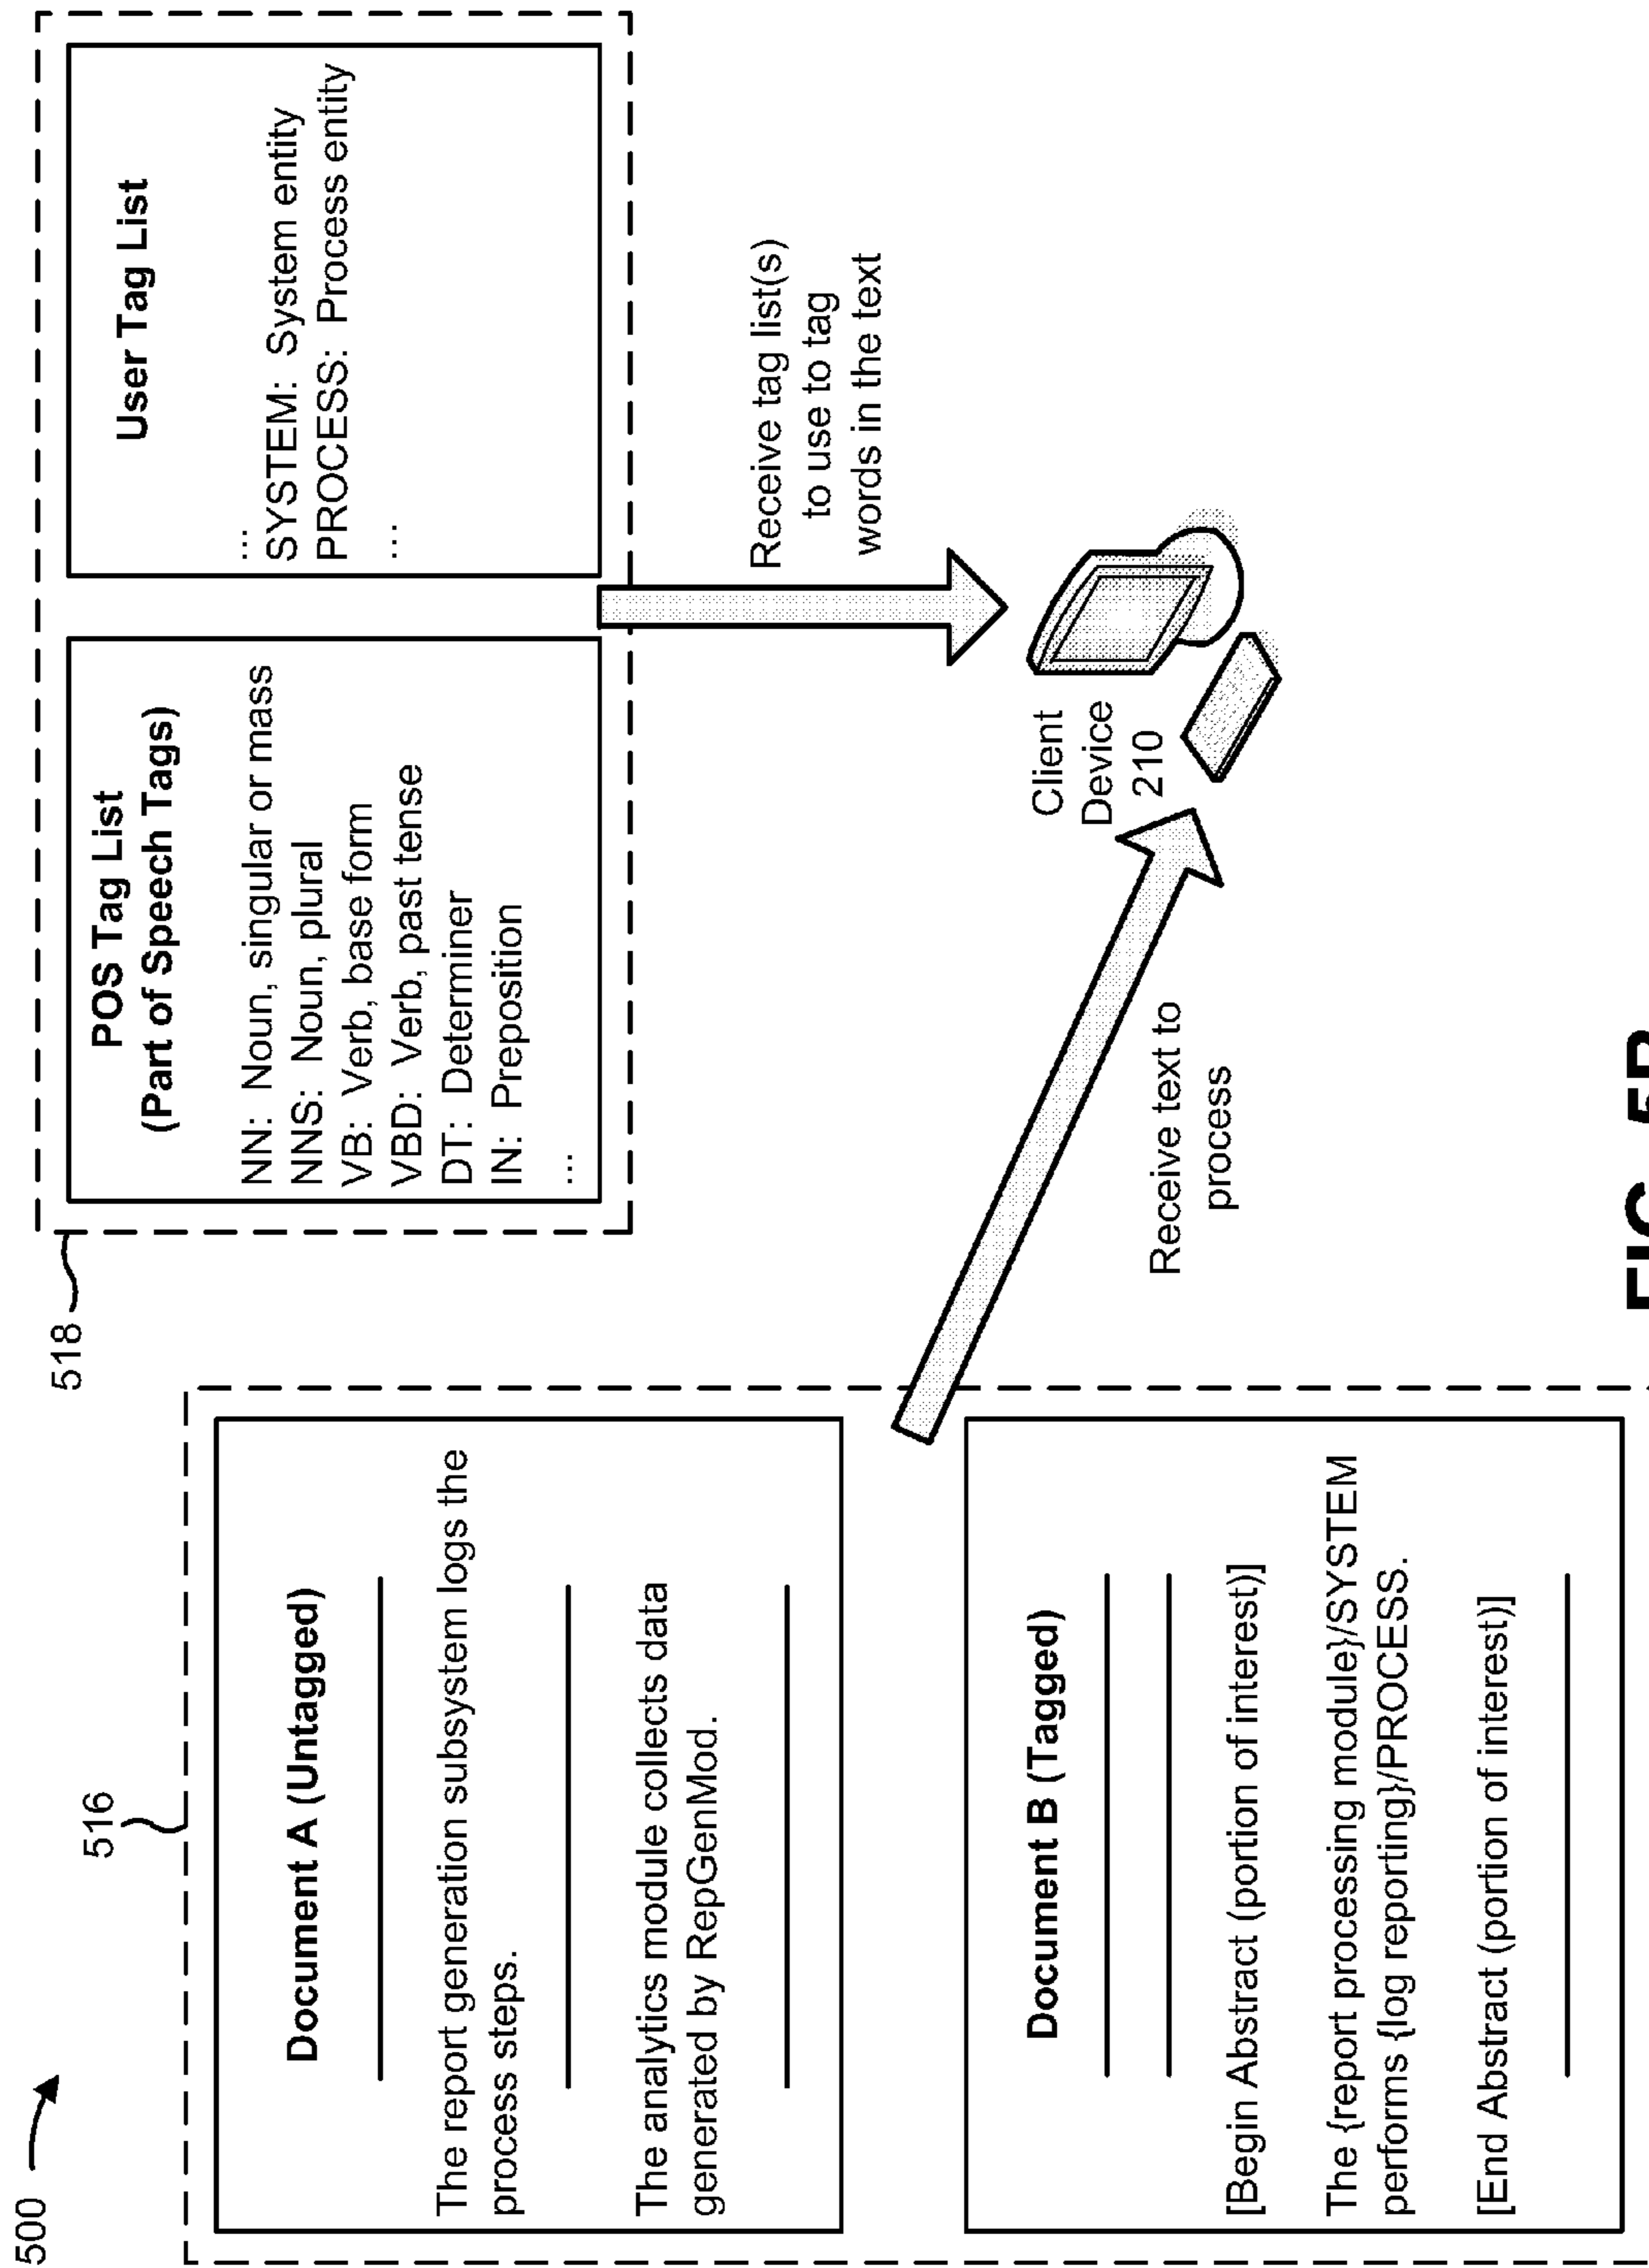 500
516
Document A (Untagged)
The report generation subsystem logs the
process steps.
The analytics module collects data
generated by RepGenMod.
Document B (Tagged)
[Begin Abstract (portion of interest)]
The {report processing module}/SYSTEM
performs {log reporting}/PROCESS.
[End Abstract (portion of interest)]
518
POS Tag List
(Part of Speech Tags)
NN: Noun, singular or mass
NNS: Noun, plural
VB: Verb, base form
VBD: Verb, past tense
DT: Determiner
IN: Preposition
...
User Tag List
...
SYSTEM: System entity
PROCESS: Process entity
...
Receive tag list(s)
to use to tag
words in the text
Receive text to
process
Client
Device
210
FIG. 5B